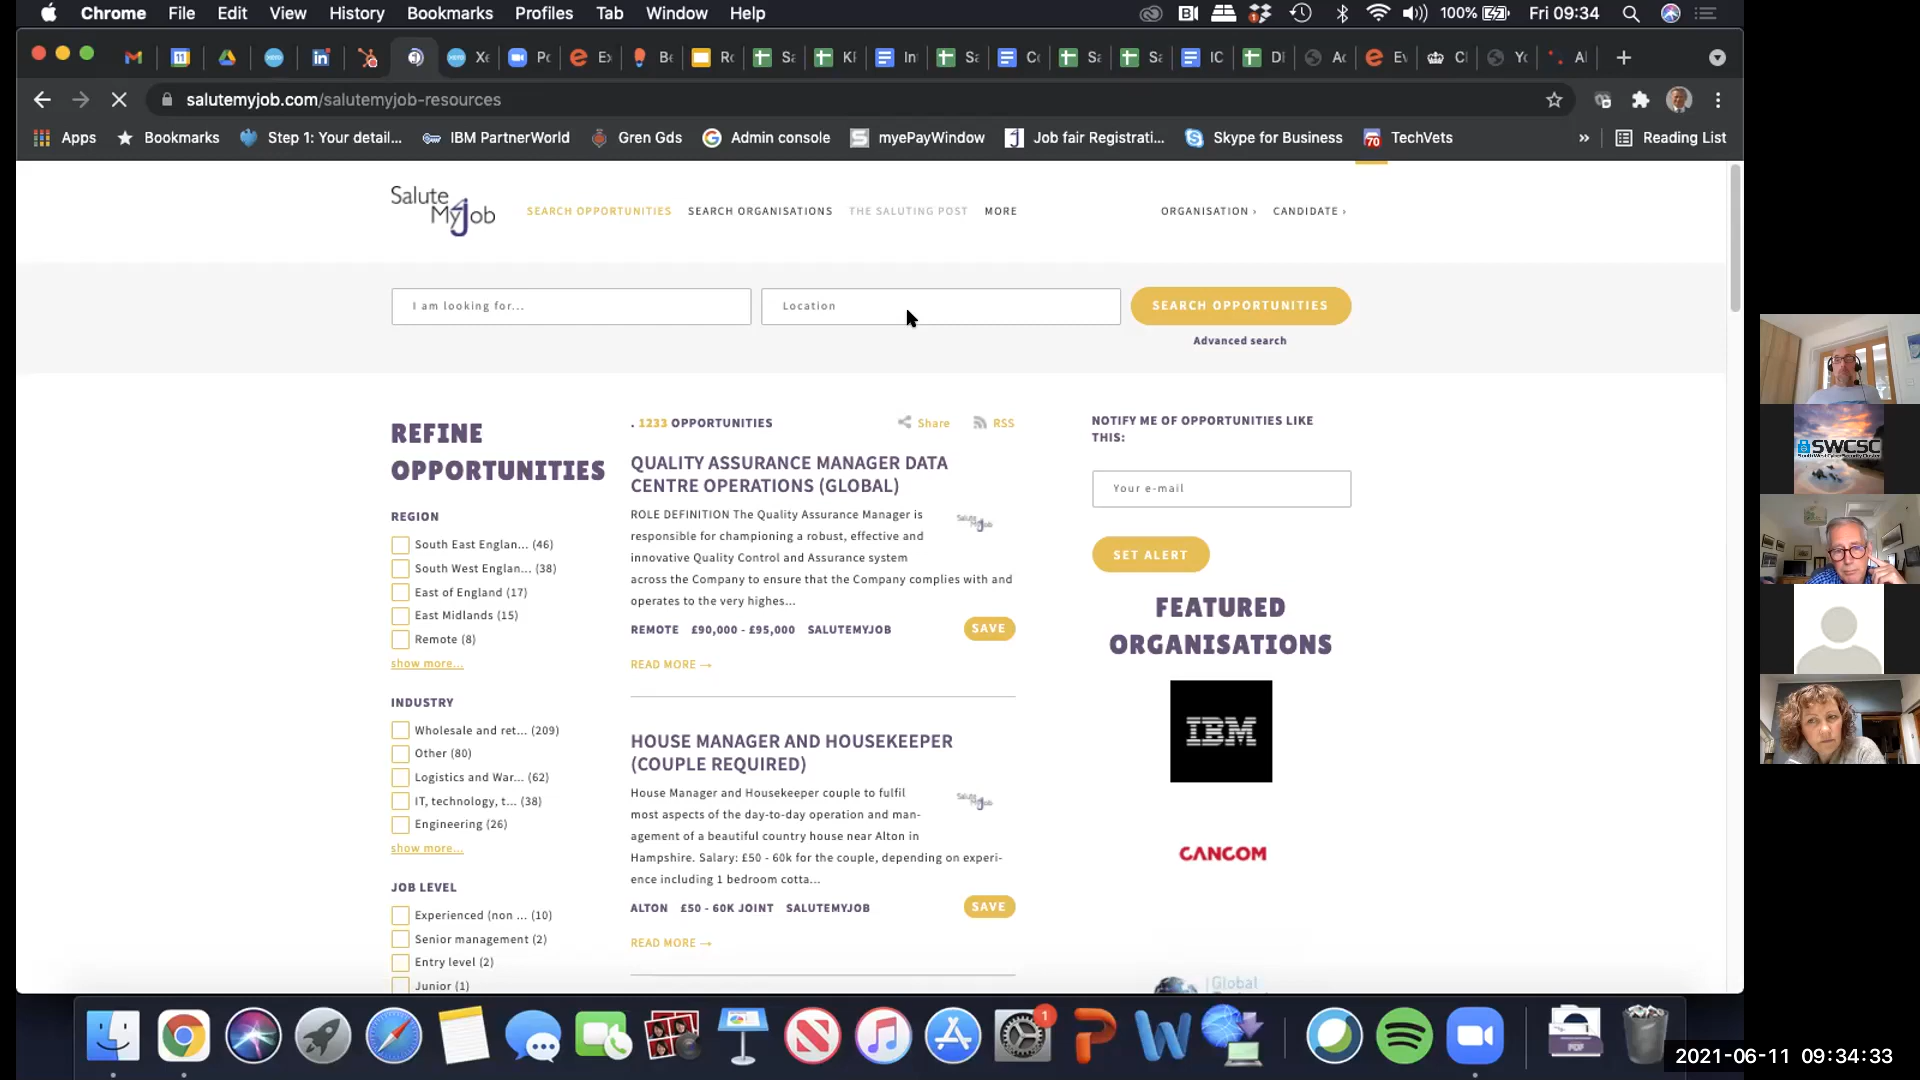 Chrome File Edit View History Bookmarks Profiles Tab Window Help 100% Fri 09:34
salutemyjob.com/salutemyjob-resources
Apps Bookmarks Step 1: Your detail... IBM PartnerWorld Gren Gds Admin console myePayWindow Job fair Registrati... Skype for Business 70 TechVets » Reading List
Salute My Job
SEARCH OPPORTUNITIES SEARCH ORGANISATIONS THE SALUTING POST MORE ORGANISATION › CANDIDATE ›
I am looking for... Location SEARCH OPPORTUNITIES
Advanced search
REFINE
OPPORTUNITIES
REGION
South East Englan... (46)
South West Englan... (38)
East of England (17)
East Midlands (15)
Remote (8)
show more...
INDUSTRY
Wholesale and ret... (209)
Other (80)
Logistics and War... (62)
IT, technology, t... (38)
Engineering (26)
show more...
JOB LEVEL
Experienced (non ... (10)
Senior management (2)
Entry level (2)
Junior (1)
. 1233 OPPORTUNITIES Share RSS
QUALITY ASSURANCE MANAGER DATA
CENTRE OPERATIONS (GLOBAL)
ROLE DEFINITION The Quality Assurance Manager is
responsible for championing a robust, effective and
innovative Quality Control and Assurance system
across the Company to ensure that the Company complies with and
operates to the very highes...
REMOTE £90,000 - £95,000 SALUTEMYJOB SAVE
READ MORE →
HOUSE MANAGER AND HOUSEKEEPER
(COUPLE REQUIRED)
House Manager and Housekeeper couple to fulfil
most aspects of the day-to-day operation and man-
agement of a beautiful country house near Alton in
Hampshire. Salary: £50 - 60k for the couple, depending on experi-
ence including 1 bedroom cotta...
ALTON £50 - 60K JOINT SALUTEMYJOB SAVE
READ MORE →
NOTIFY ME OF OPPORTUNITIES LIKE
THIS:
Your e-mail
SET ALERT
FEATURED
ORGANISATIONS
IBM
CANCOM
Global
SWCSC
2021-06-11 09:34:33